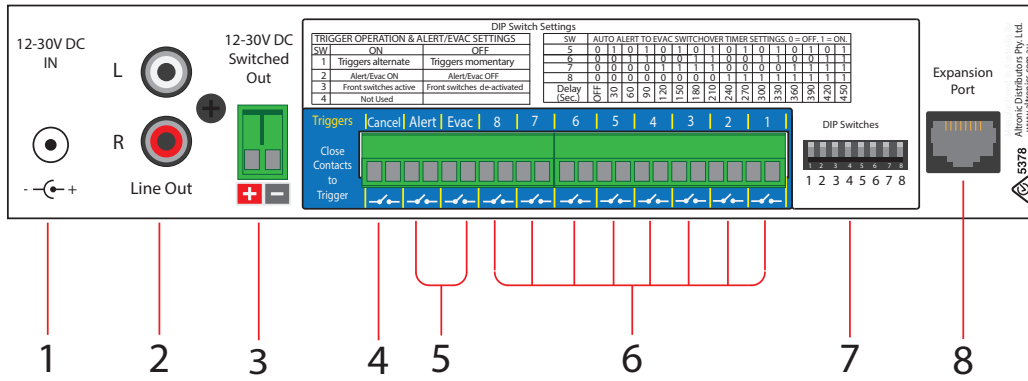 DIP Switch Settings
12-30V DC
IN
L
R
Line Out
12-30V DC
Switched
Out
TRIGGER OPERATION & ALERT/EVAC SETTINGS
SW ON OFF
1 Triggers alternate Triggers momentary
2 Alert/Evac ON Alert/Evac OFF
3 Front switches active Front switches de-activated
4 Not Used
SW AUTO ALERT TO EVAC SWITCHOVER TIMER SETTINGS. 0 = OFF. 1 = ON.
5 0 1 0 1 0 1 0 1 0 1 0 1 0 1 0 1
6 0 0 1 1 0 0 1 1 0 0 1 1 0 0 1 1
7 0 0 0 0 1 1 1 1 0 0 0 0 1 1 1 1
8 0 0 0 0 0 0 0 0 1 1 1 1 1 1 1 1
Delay
(Sec.) OFF 30 60 90 120 150 180 210 240 270 300 330 360 390 420 450
Triggers Cancel Alert Evac 8 7 6 5 4 3 2 1
Close
Contacts
to
Trigger
- +
+ −
DIP Switches
1 2 3 4 5 6 7 8
1 2 3 4 5 6 7 8
Expansion
Port
5378
Altronic Distributors Pty. Ltd.
1 2 3 4 5 6 7 8